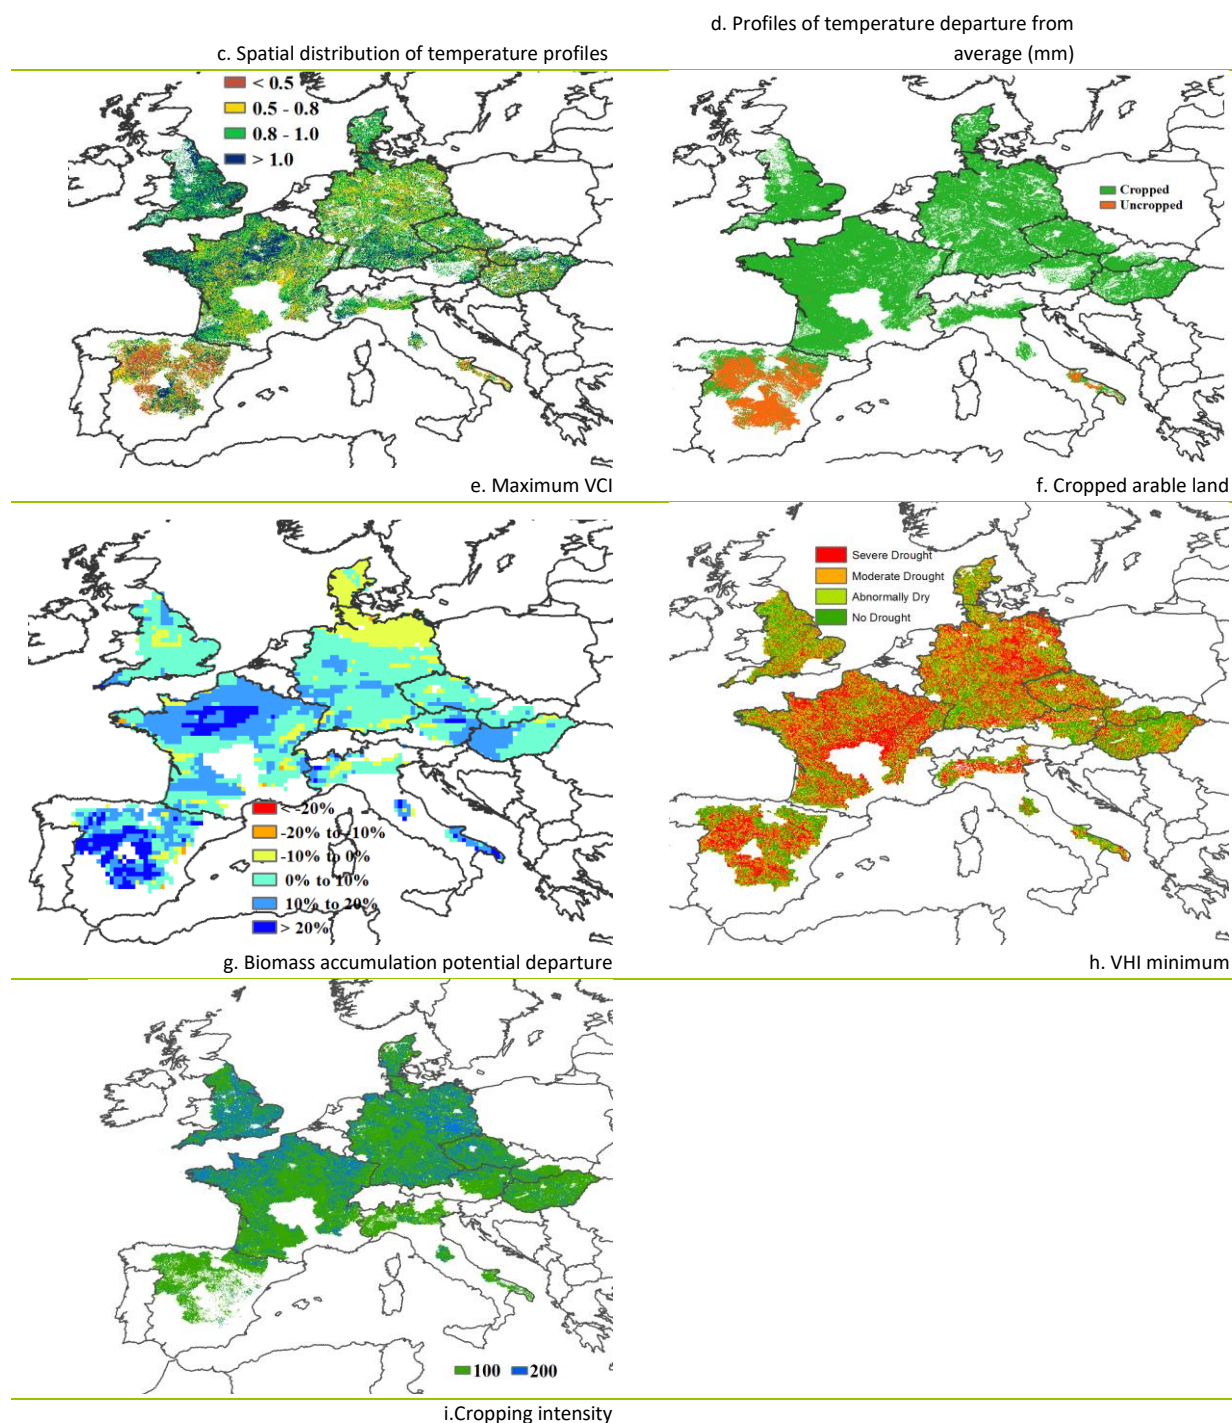 d. Profiles of temperature departure from
c. Spatial distribution of temperature profiles
average (mm)
< 0.5
0.5 - 0.8
0.8 - 1.0
> 1.0
Cropped
Uncropped
e. Maximum VCI
f. Cropped arable land
< -20%
-20% to -10%
-10% to 0%
0% to 10%
10% to 20%
> 20%
Severe Drought
Moderate Drought
Abnormally Dry
No Drought
g. Biomass accumulation potential departure
h. VHI minimum
100 200
i.Cropping intensity